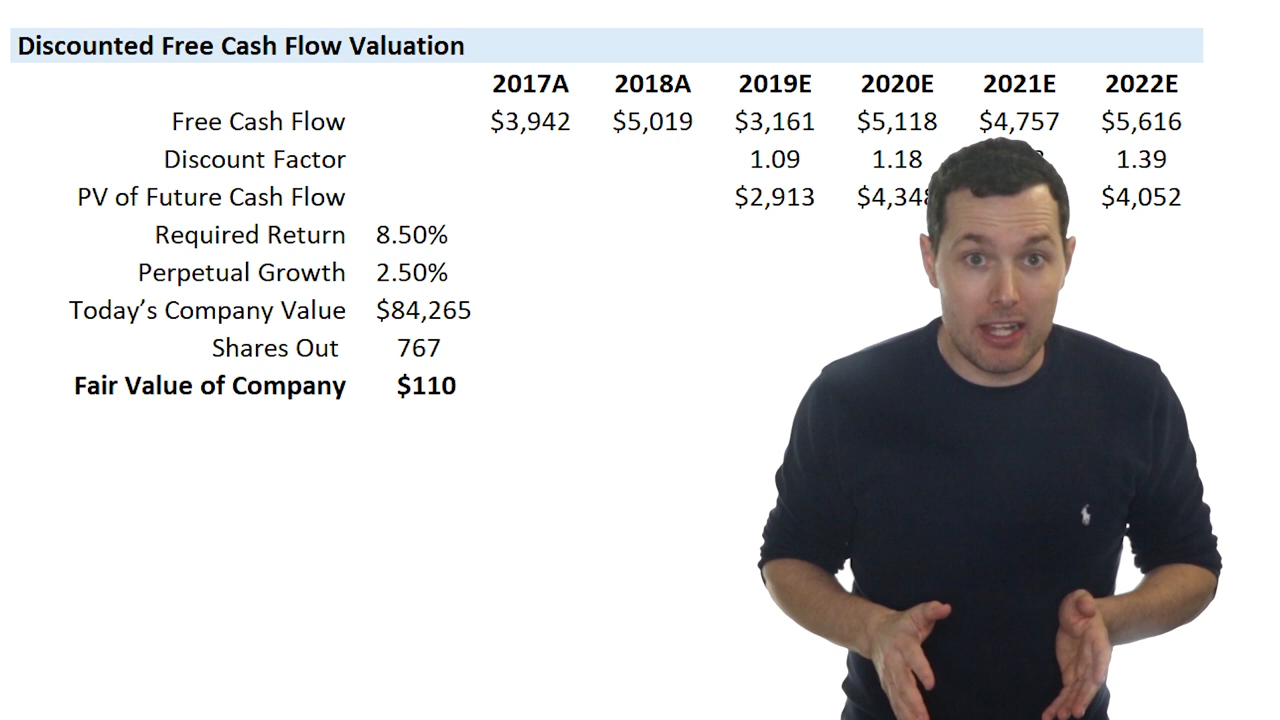 Discounted Free Cash Flow Valuation
2017A 2018A 2019E 2020E 2021E 2022E
Free Cash Flow $3,942 $5,019 $3,161 $5,118 $4,757 $5,616
Discount Factor 1.09 1.18 1.39
PV of Future Cash Flow $2,913 $4,348 $4,052
Required Return 8.50%
Perpetual Growth 2.50%
Today’s Company Value $84,265
Shares Out 767
Fair Value of Company $110